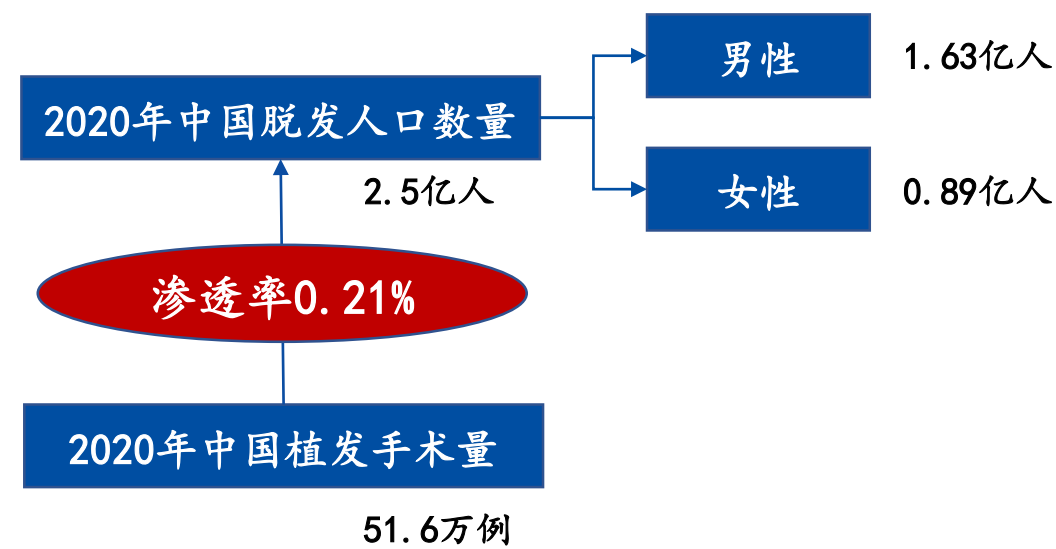 男性
1.63亿人
2020年中国脱发人口数量
2.5亿人
女性
0.89亿人
渗透率0.21%
2020年中国植发手术量
51.6万例